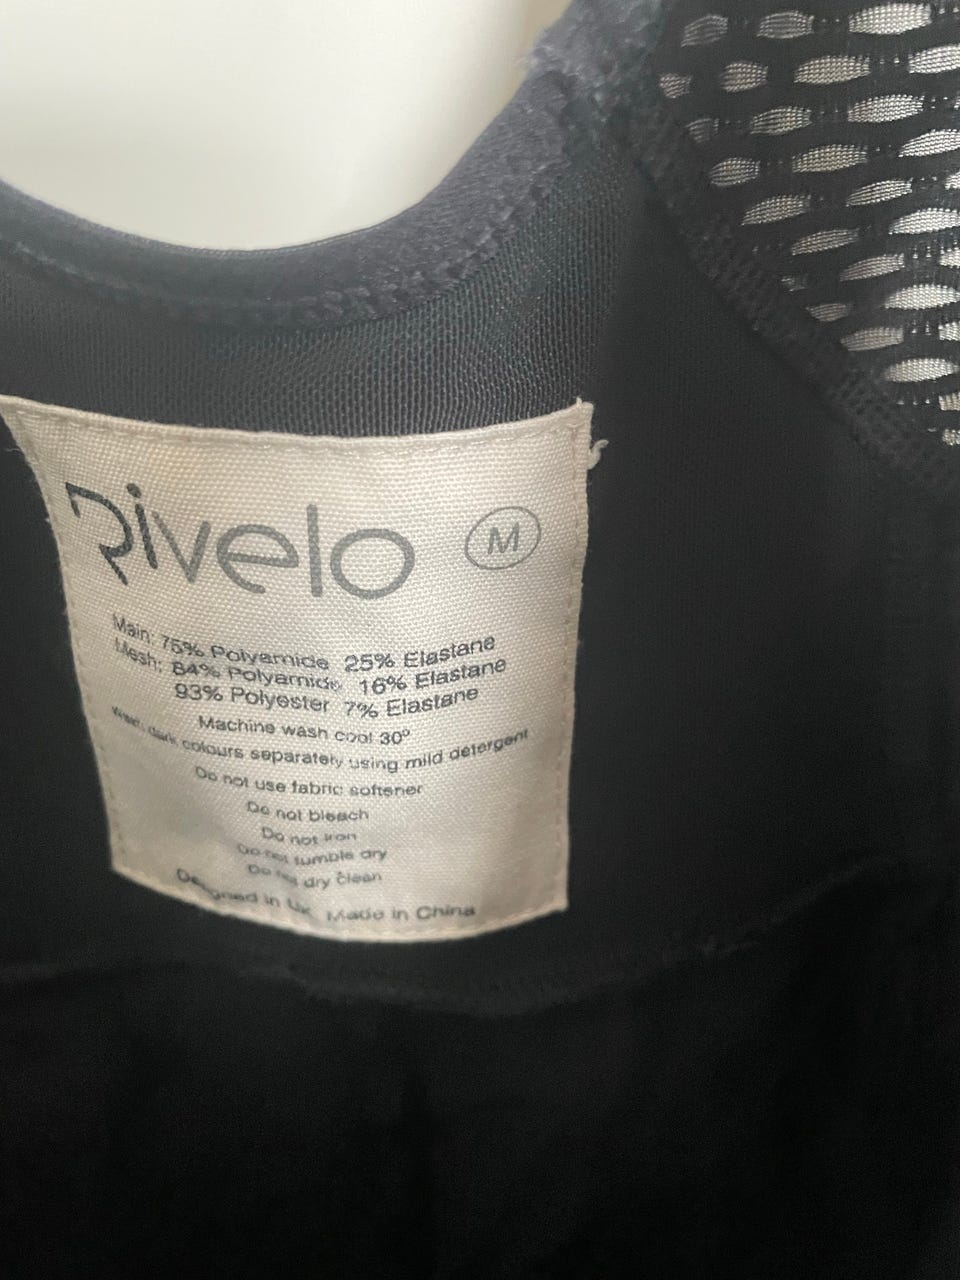 Rivelo M
Main: 75% Polyamide 25% Elastane
Mesh: 84% Polyamide 16% Elastane
93% Polyester 7% Elastane
Machine wash cool 30º
Wash dark colours separately using mild detergent
Do not use fabric softener
Do not bleach
Do not iron
Do not tumble dry
Do not dry clean
Designed in UK Made in China